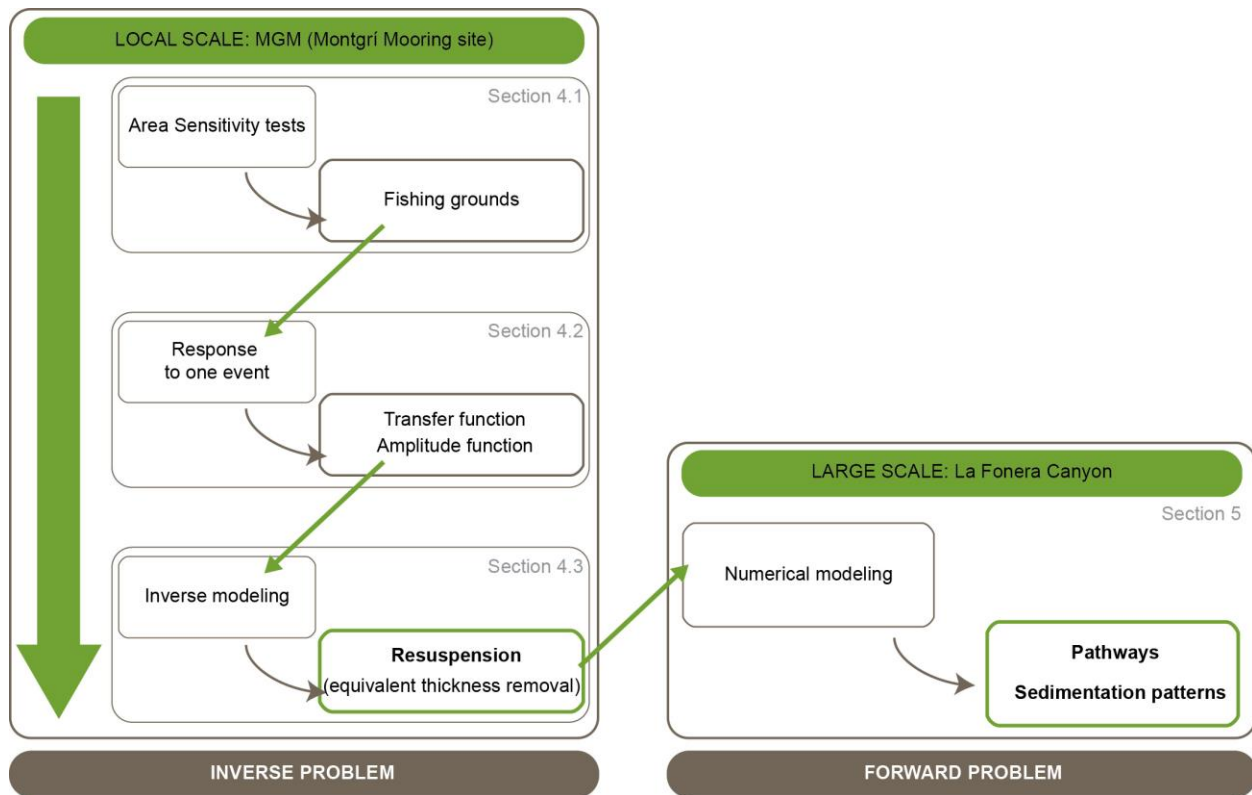 LOCAL SCALE: MGM (Montgrí Mooring site)
Section 4.1
Area Sensitivity tests
Fishing grounds
Section 4.2
Response
to one event
Transfer function
Amplitude function
Section 4.3
Inverse modeling
Resuspension
(equivalent thickness removal)
INVERSE PROBLEM
LARGE SCALE: La Fonera Canyon
Section 5
Numerical modeling
Pathways
Sedimentation patterns
FORWARD PROBLEM